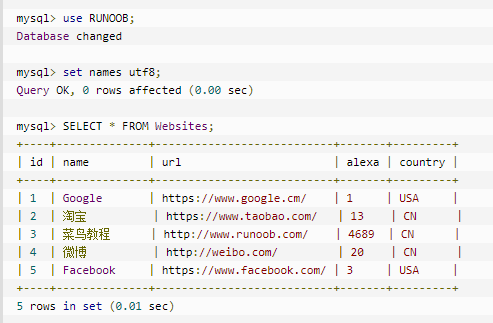 mysql> use RUNOOB;
Database changed
mysql> set names utf8;
Query OK, 0 rows affected (0.00 sec)
mysql> SELECT * FROM Websites;
+----+--------------+---------------------------+-------+---------+
| id | name         | url                       | alexa | country |
+----+--------------+---------------------------+-------+---------+
| 1  | Google       | https://www.google.cm/    | 1     | USA     |
| 2  | 淘宝          | https://www.taobao.com/   | 13    | CN      |
| 3  | 菜鸟教程      | http://www.runoob.com/    | 4689  | CN      |
| 4  | 微博          | http://weibo.com/         | 20    | CN      |
| 5  | Facebook     | https://www.facebook.com/ | 3     | USA     |
+----+--------------+---------------------------+-------+---------+
5 rows in set (0.01 sec)